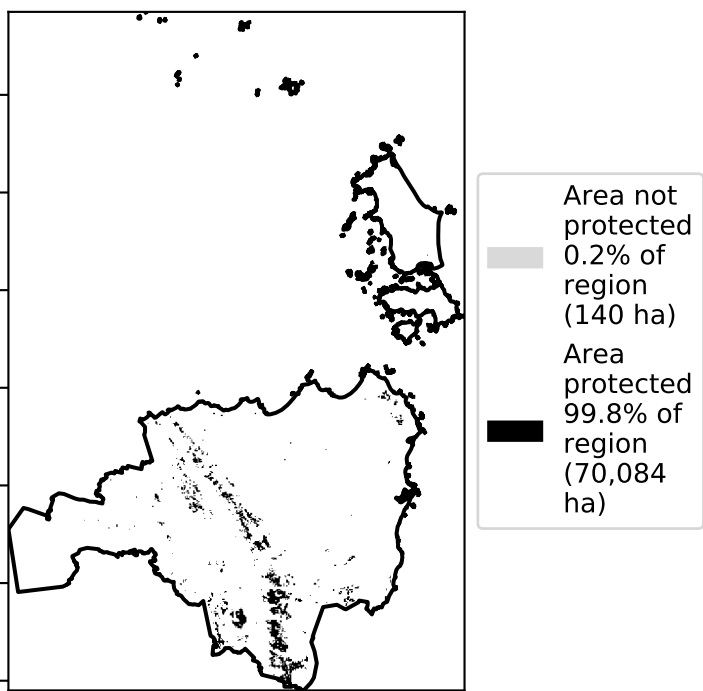 Area not
protected
0.2% of
region
(140 ha)
Area
protected
99.8% of
region
(70,084
ha)